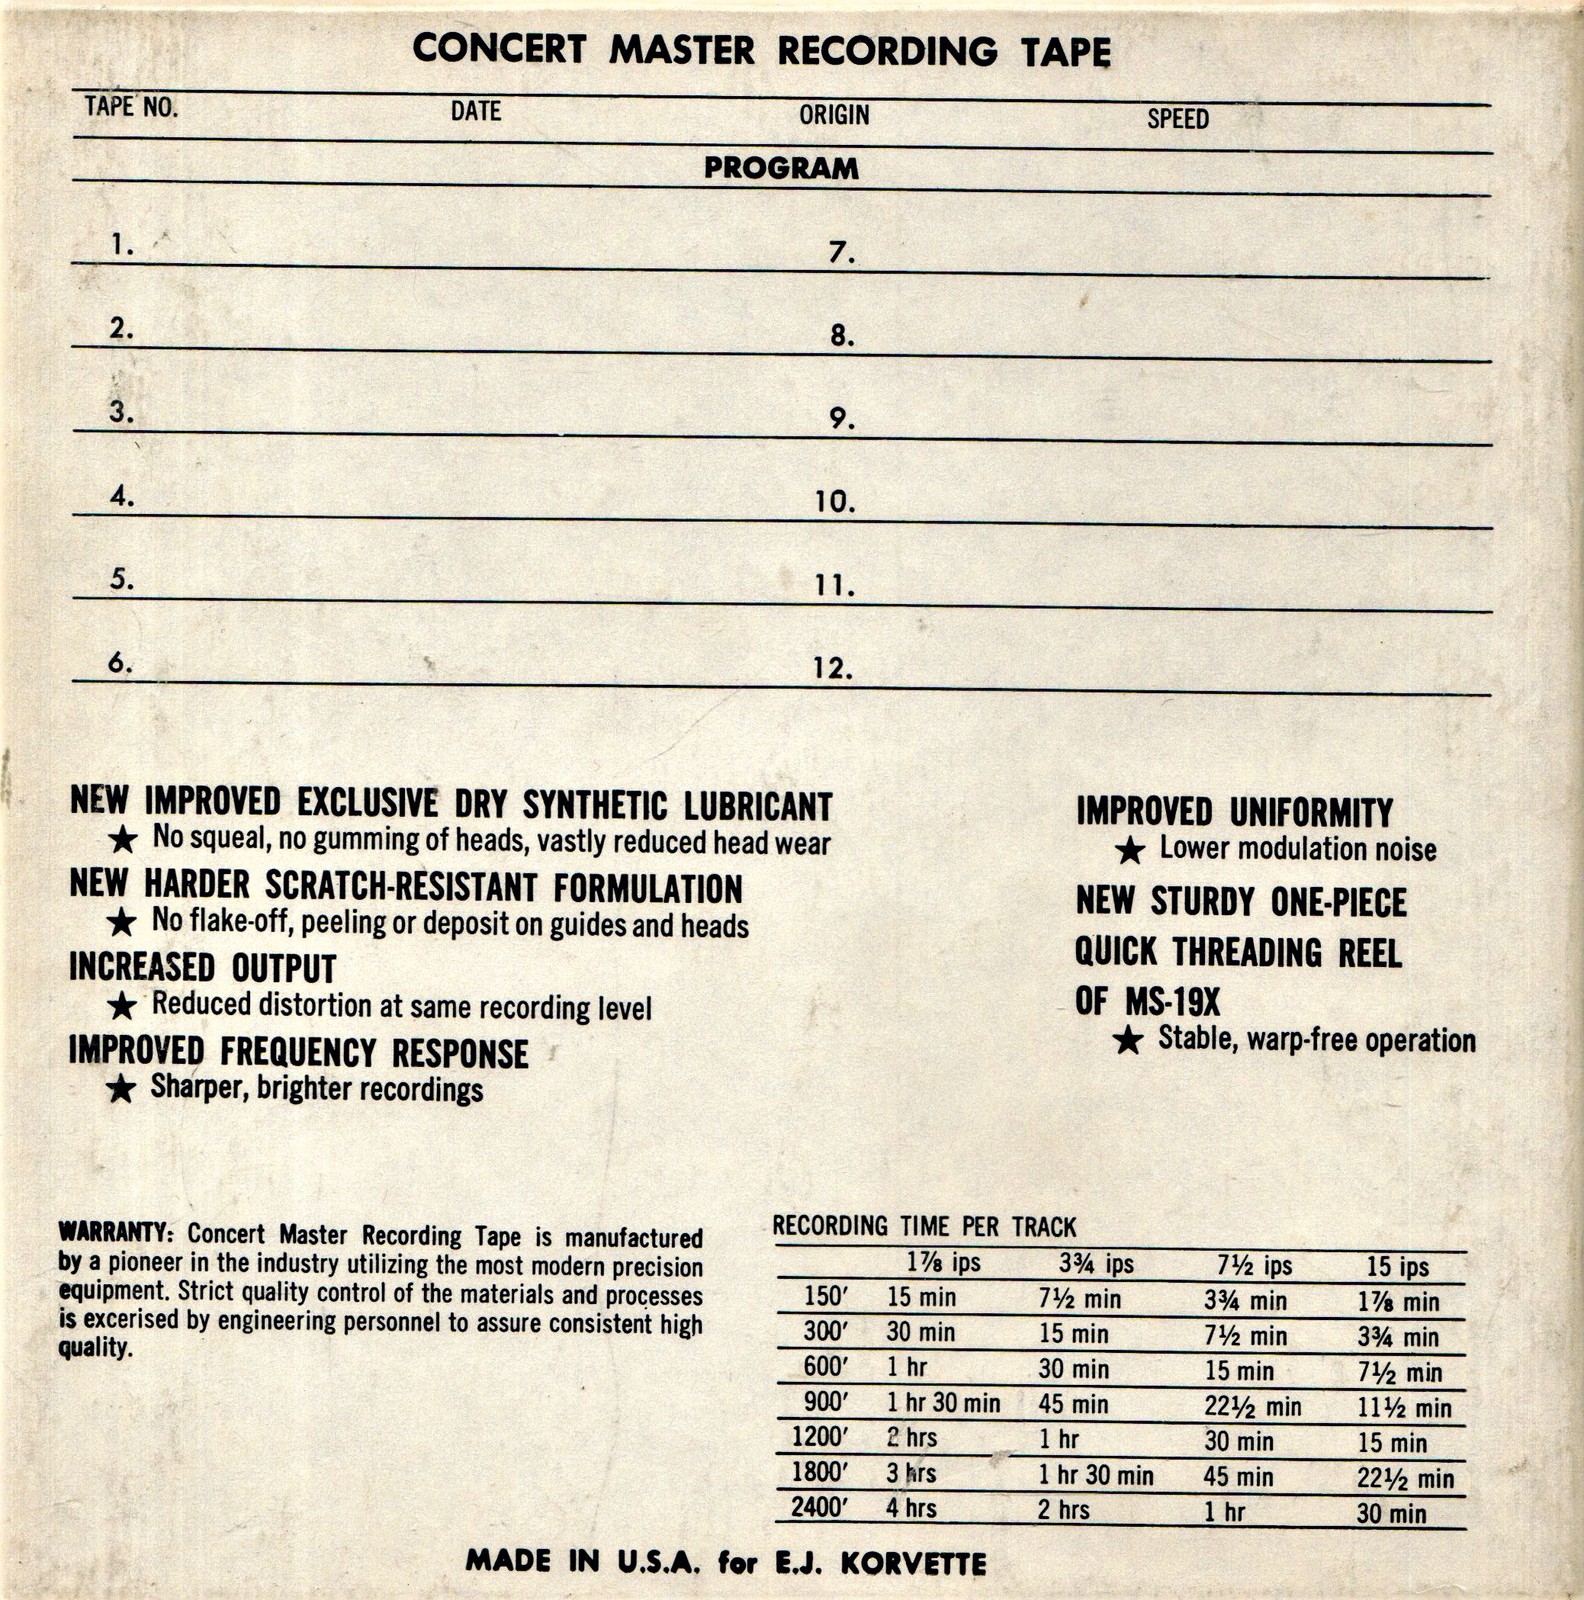 CONCERT MASTER RECORDING TAPE
TAPE NO. DATE ORIGIN SPEED
PROGRAM
1. 7.
2. 8.
3. 9.
4. 10.
5. 11.
6. 12.
NEW IMPROVED EXCLUSIVE DRY SYNTHETIC LUBRICANT
★ No squeal, no gumming of heads, vastly reduced head wear
NEW HARDER SCRATCH-RESISTANT FORMULATION
★ No flake-off, peeling or deposit on guides and heads
INCREASED OUTPUT
★ Reduced distortion at same recording level
IMPROVED FREQUENCY RESPONSE
★ Sharper, brighter recordings
IMPROVED UNIFORMITY
★ Lower modulation noise
NEW STURDY ONE-PIECE
QUICK THREADING REEL
OF MS-19X
★ Stable, warp-free operation
WARRANTY: Concert Master Recording Tape is manufactured
by a pioneer in the industry utilizing the most modern precision
equipment. Strict quality control of the materials and processes
is excerised by engineering personnel to assure consistent high
quality.
RECORDING TIME PER TRACK
1⅞ ips 3¾ ips 7½ ips 15 ips
150′ 15 min 7½ min 3¾ min 1⅞ min
300′ 30 min 15 min 7½ min 3¾ min
600′ 1 hr 30 min 15 min 7½ min
900′ 1 hr 30 min 45 min 22½ min 11½ min
1200′ 2 hrs 1 hr 30 min 15 min
1800′ 3 hrs 1 hr 30 min 45 min 22½ min
2400′ 4 hrs 2 hrs 1 hr 30 min
MADE IN U.S.A. for E.J. KORVETTE